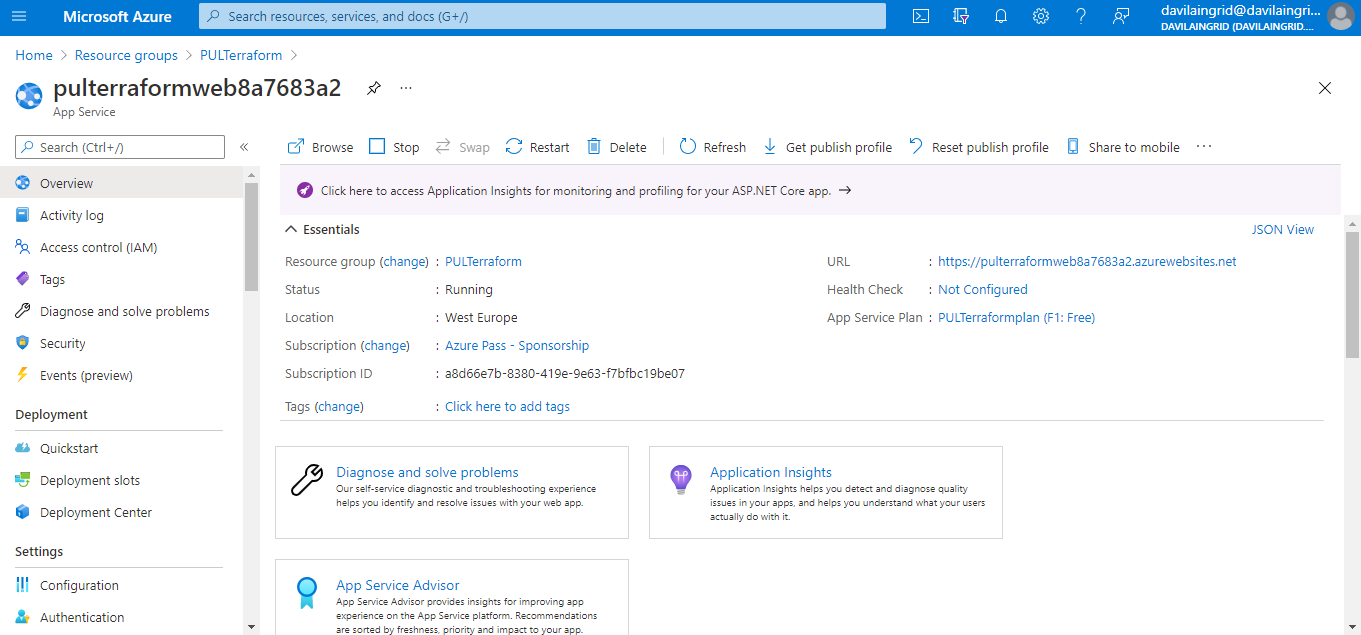 Microsoft Azure
Search resources, services, and docs (G+/)
davilaingrid@davilaingri...
DAVILAINGRID (DAVILAINGRID....
Home > Resource groups > PULTerraform >
pulterraformweb8a7683a2
...
App Service
Search (Ctrl+/)
«
Overview
Activity log
Access control (IAM)
Tags
Diagnose and solve problems
Security
Events (preview)
Deployment
Quickstart
Deployment slots
Deployment Center
Settings
Configuration
Authentication
Browse
Stop
Swap
Restart
Delete
Refresh
Get publish profile
Reset publish profile
Share to mobile
...
Click here to access Application Insights for monitoring and profiling for your ASP.NET Core app. →
Essentials
JSON View
Resource group (change) : PULTerraform
Status : Running
Location : West Europe
Subscription (change) : Azure Pass - Sponsorship
Subscription ID : a8d66e7b-8380-419e-9e63-f7bfbc19be07
Tags (change) : Click here to add tags
URL : https://pulterraformweb8a7683a2.azurewebsites.net
Health Check : Not Configured
App Service Plan : PULTerraformplan (F1: Free)
Diagnose and solve problems
Our self-service diagnostic and troubleshooting experience
helps you identify and resolve issues with your web app.
Application Insights
Application Insights helps you detect and diagnose quality
issues in your apps, and helps you understand what your users
actually do with it.
App Service Advisor
App Service Advisor provides insights for improving app
experience on the App Service platform. Recommendations
are sorted by freshness, priority and impact to your app.